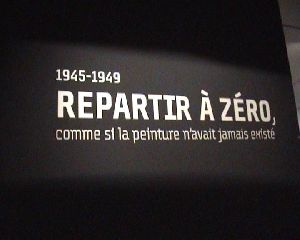 1945-1949
REPARTIR À ZÉRO,
comme si la peinture n'avait jamais existé